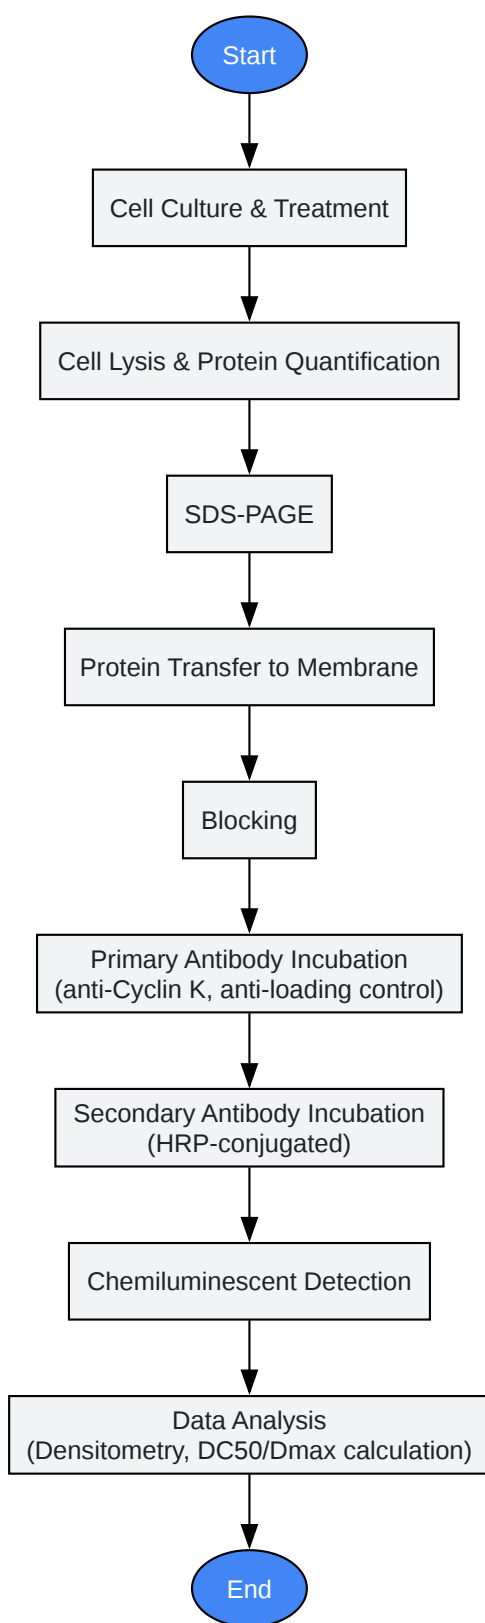 Start
Cell Culture & Treatment
Cell Lysis & Protein Quantification
SDS-PAGE
Protein Transfer to Membrane
Blocking
Primary Antibody Incubation
(anti-Cyclin K, anti-loading control)
Secondary Antibody Incubation
(HRP-conjugated)
Chemiluminescent Detection
Data Analysis
(Densitometry, DC50/Dmax calculation)
End